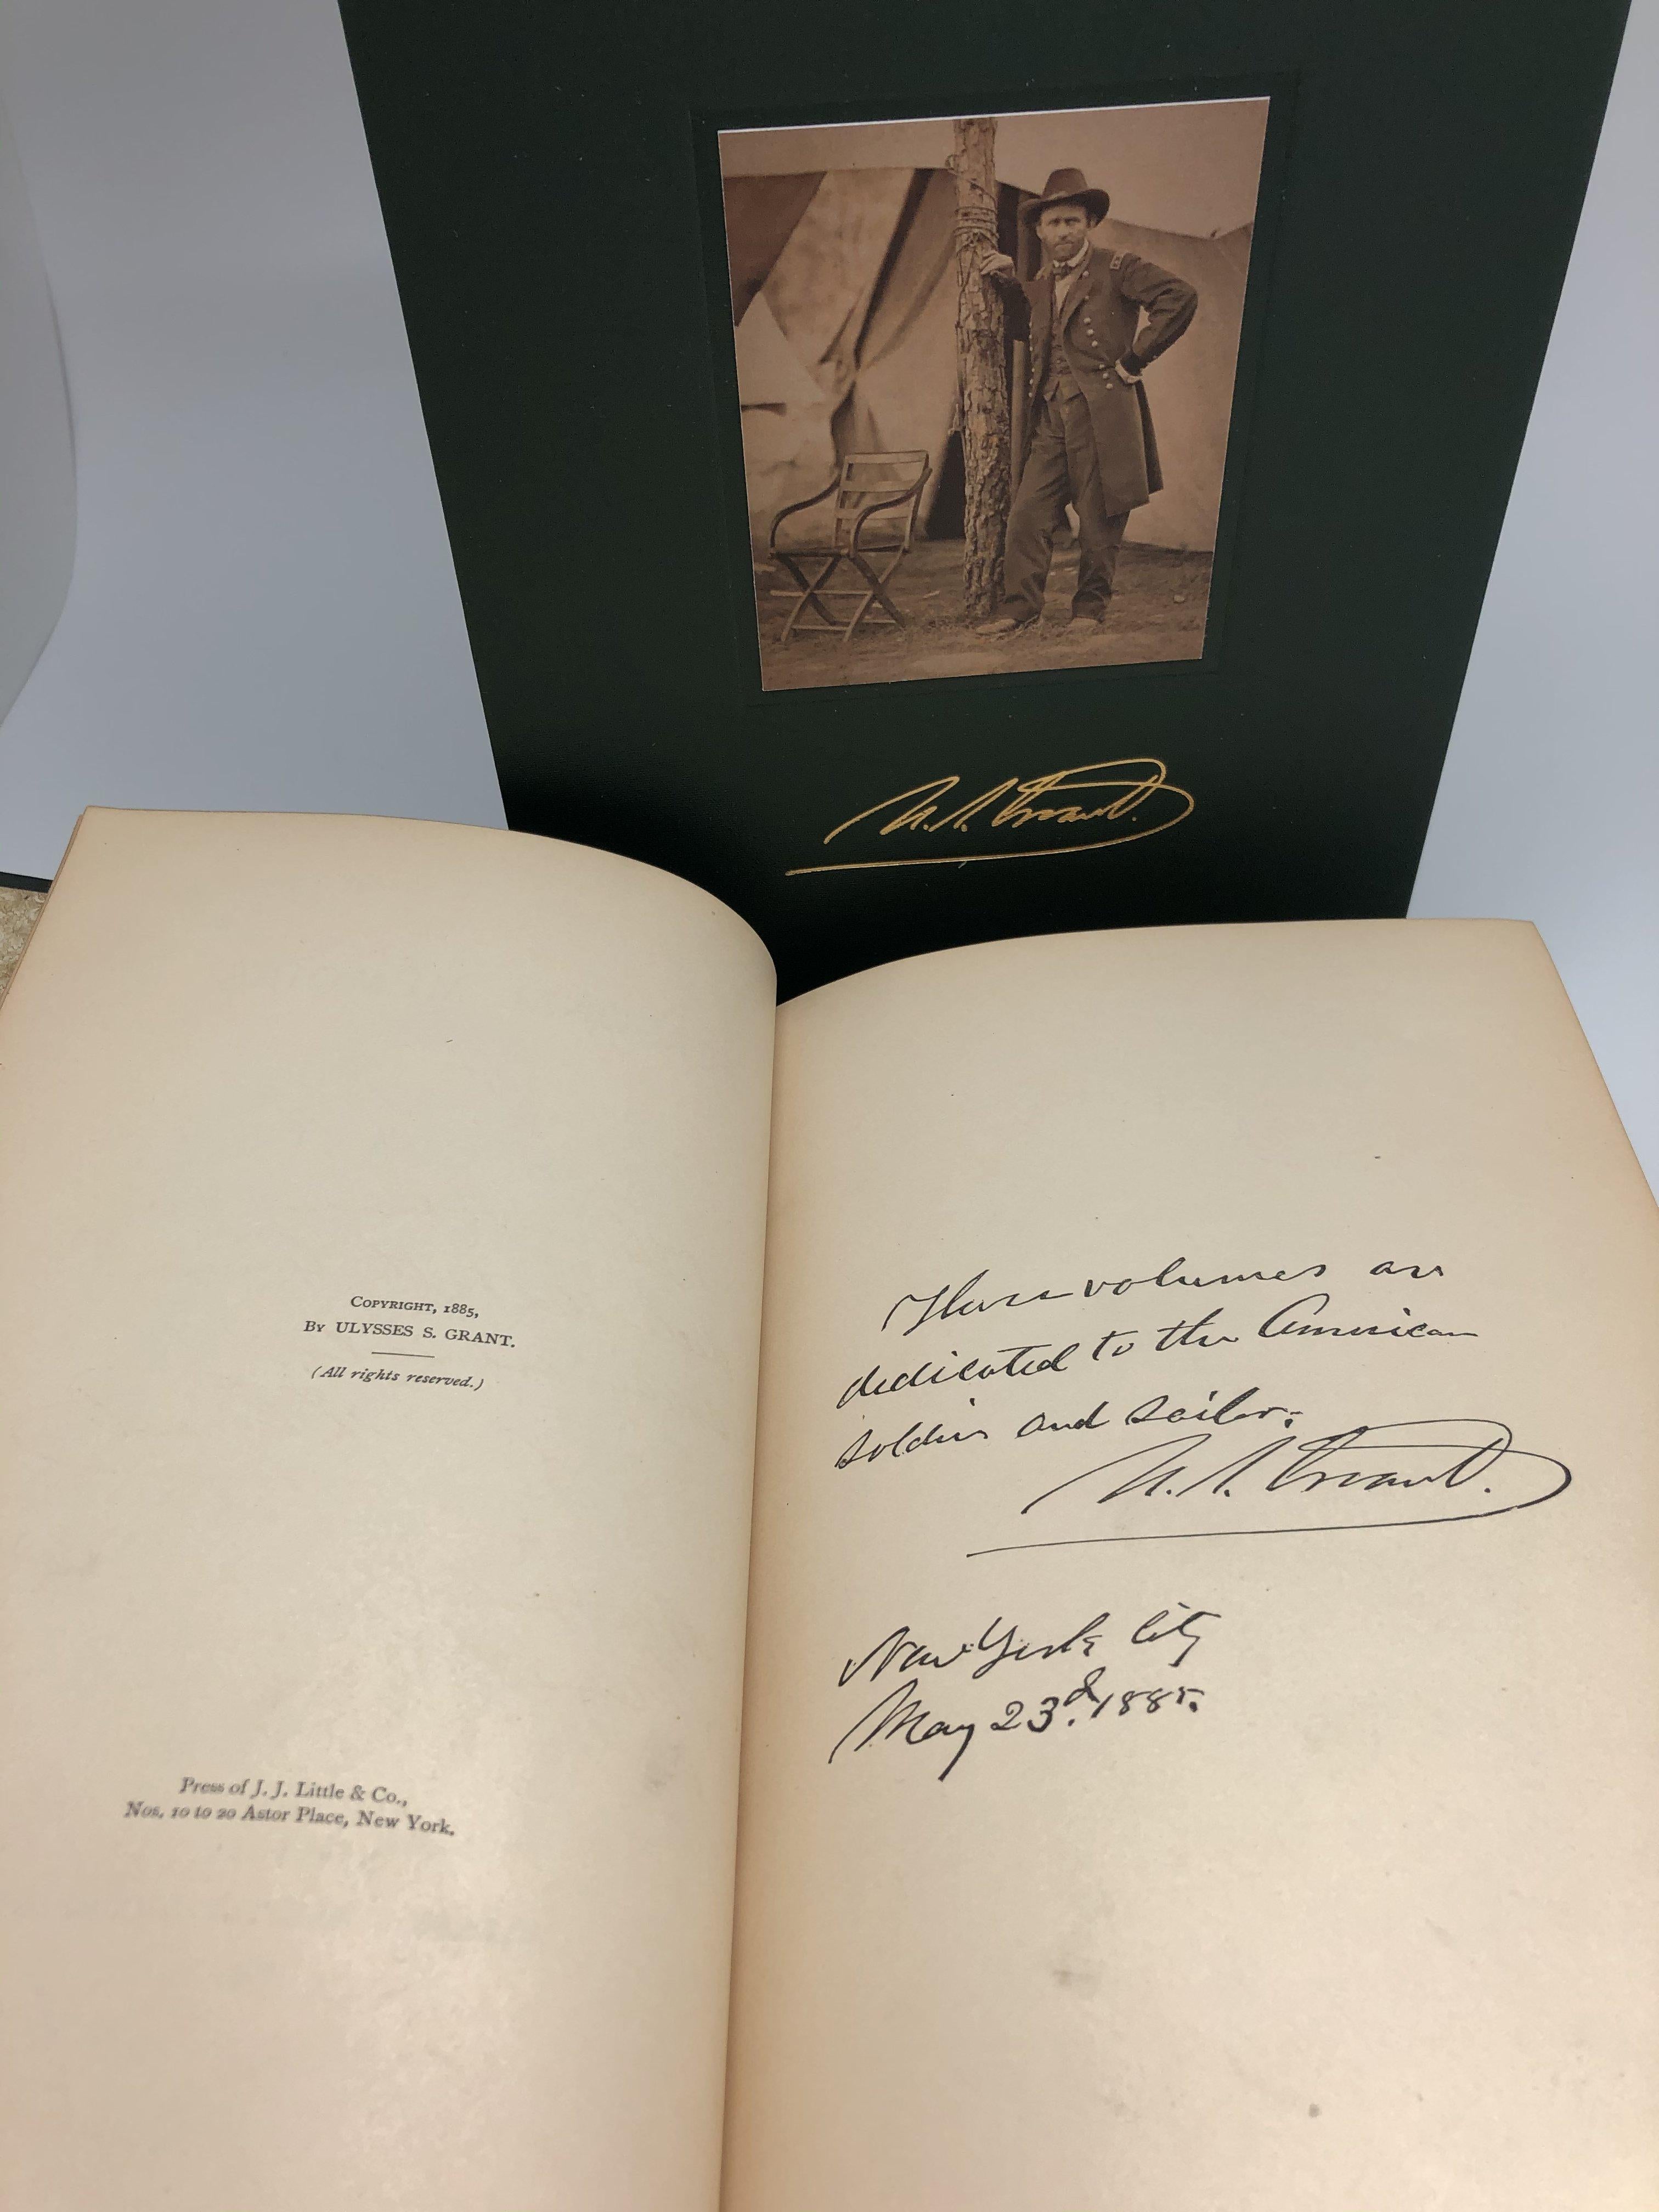 U.S. Grant.
COPYRIGHT, 1885,
BY ULYSSES S. GRANT.
(All rights reserved.)
Press of J. J. Little & Co.,
Nos. 10 to 20 Astor Place, New York.
These volumes are
dedicated to the American
soldier and sailor.
U.S. Grant.
New York City
May 23d. 1885.